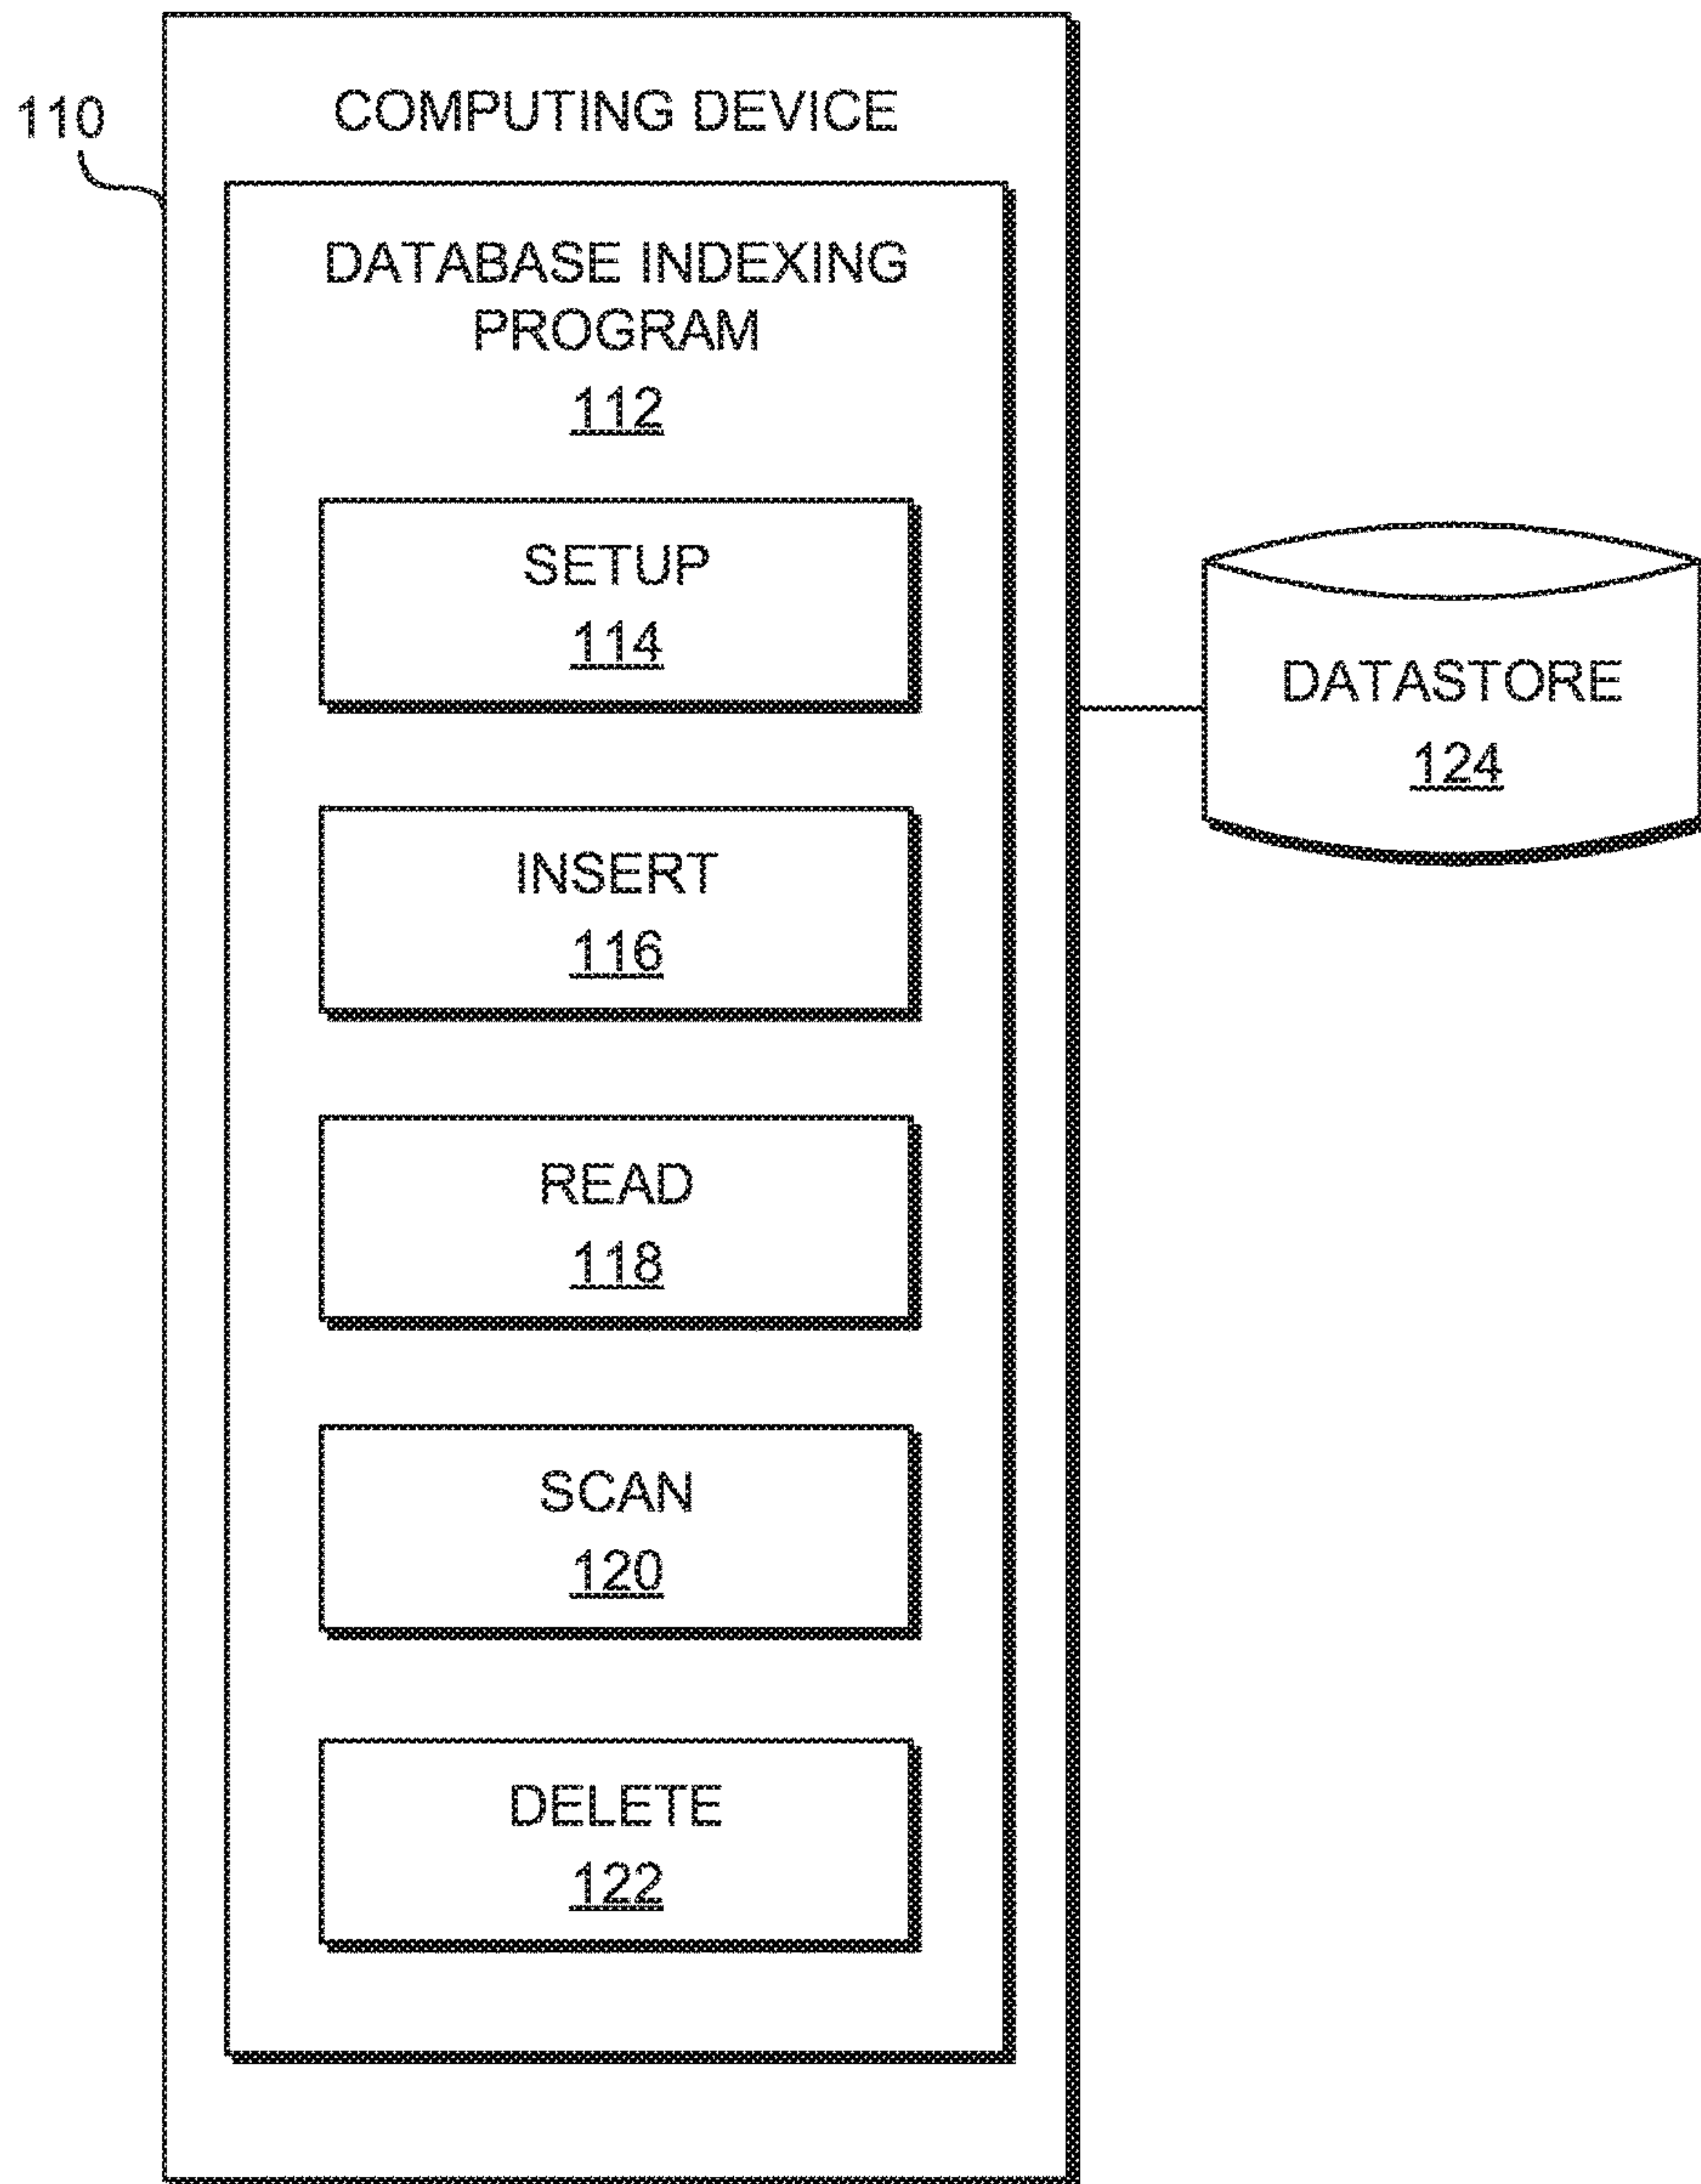 110
COMPUTING DEVICE
DATABASE INDEXING
PROGRAM
112
SETUP
114
INSERT
116
READ
118
SCAN
120
DELETE
122
DATASTORE
124